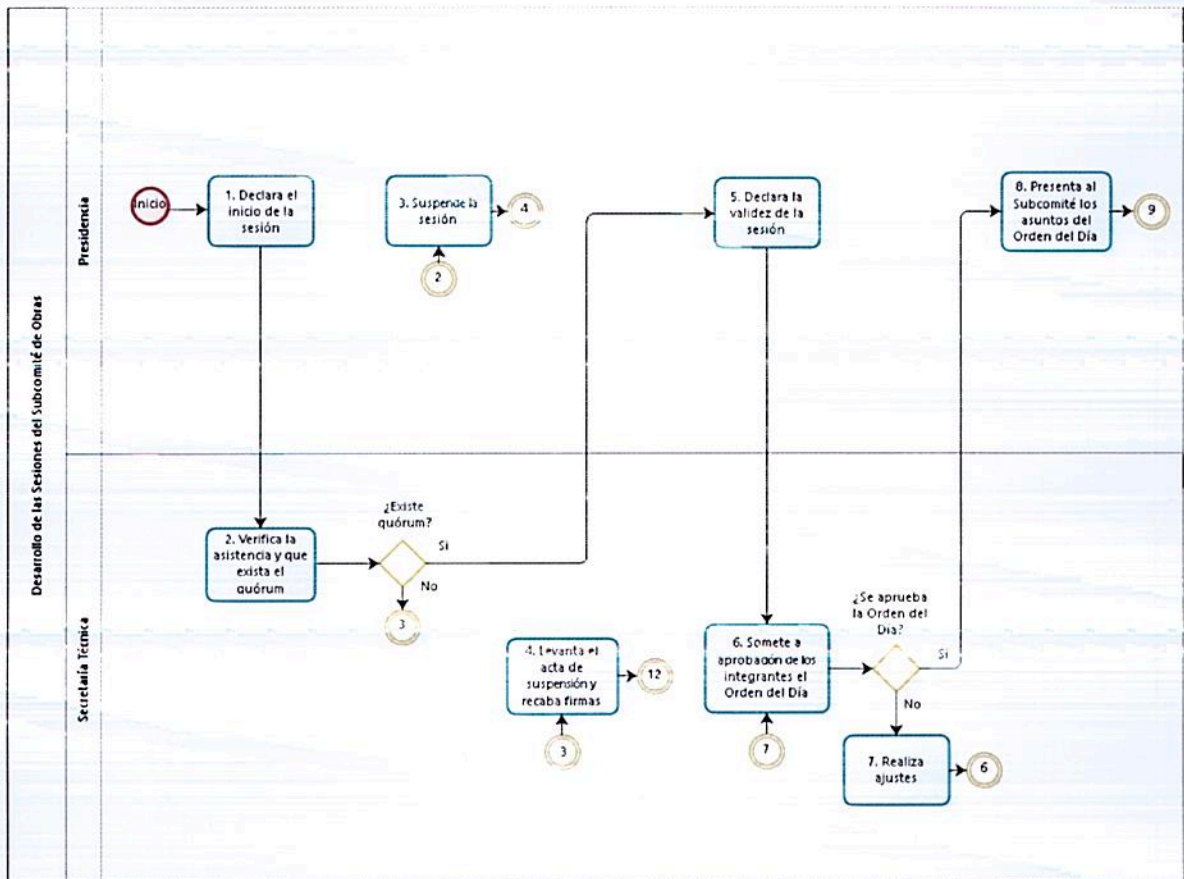 Desarrollo de las Sesiones del Subcomité de Obras
Presidencia
Inicio
1. Declara el
inicio de la
sesión
3. Suspende la
sesión
4
2
5. Declara la
validez de la
sesión
8. Presenta al
Subcomité los
asuntos del
Orden del Día
9
Secretaría Técnica
2. Verifica la
asistencia y que
exista el
quórum
¿Existe
quórum?
Si
No
3
4. Levanta el
acta de
suspensión y
recaba firmas
12
3
6. Somete a
aprobación de los
integrantes el
Orden del Día
7
¿Se aprueba
la Orden del
Día?
Si
No
7. Realiza
ajustes
6